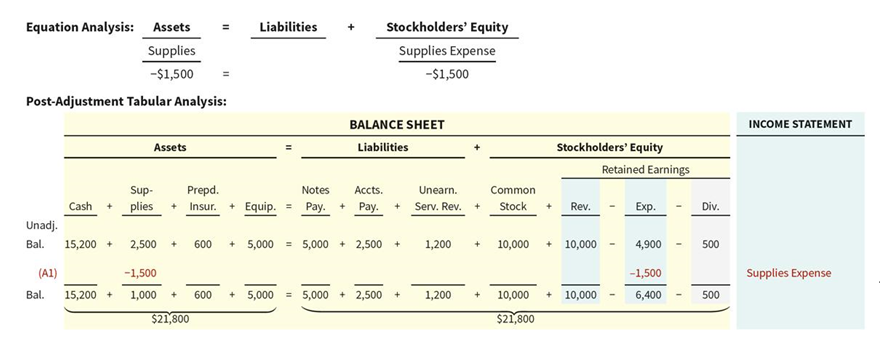 Equation Analysis: Assets = Liabilities + Stockholders’ Equity
Supplies Supplies Expense
−$1,500 = −$1,500
Post-Adjustment Tabular Analysis:
BALANCE SHEET INCOME STATEMENT
Assets = Liabilities + Stockholders’ Equity
Retained Earnings
Sup- Prepd. Notes Accts. Unearn. Common
Cash + plies + Insur. + Equip. = Pay. + Pay. + Serv. Rev. + Stock + Rev. − Exp. − Div.
Unadj.
Bal. 15,200 + 2,500 + 600 + 5,000 = 5,000 + 2,500 + 1,200 + 10,000 + 10,000 − 4,900 − 500
(A1) −1,500 −1,500 Supplies Expense
Bal. 15,200 + 1,000 + 600 + 5,000 = 5,000 + 2,500 + 1,200 + 10,000 + 10,000 − 6,400 − 500
$21,800 $21,800